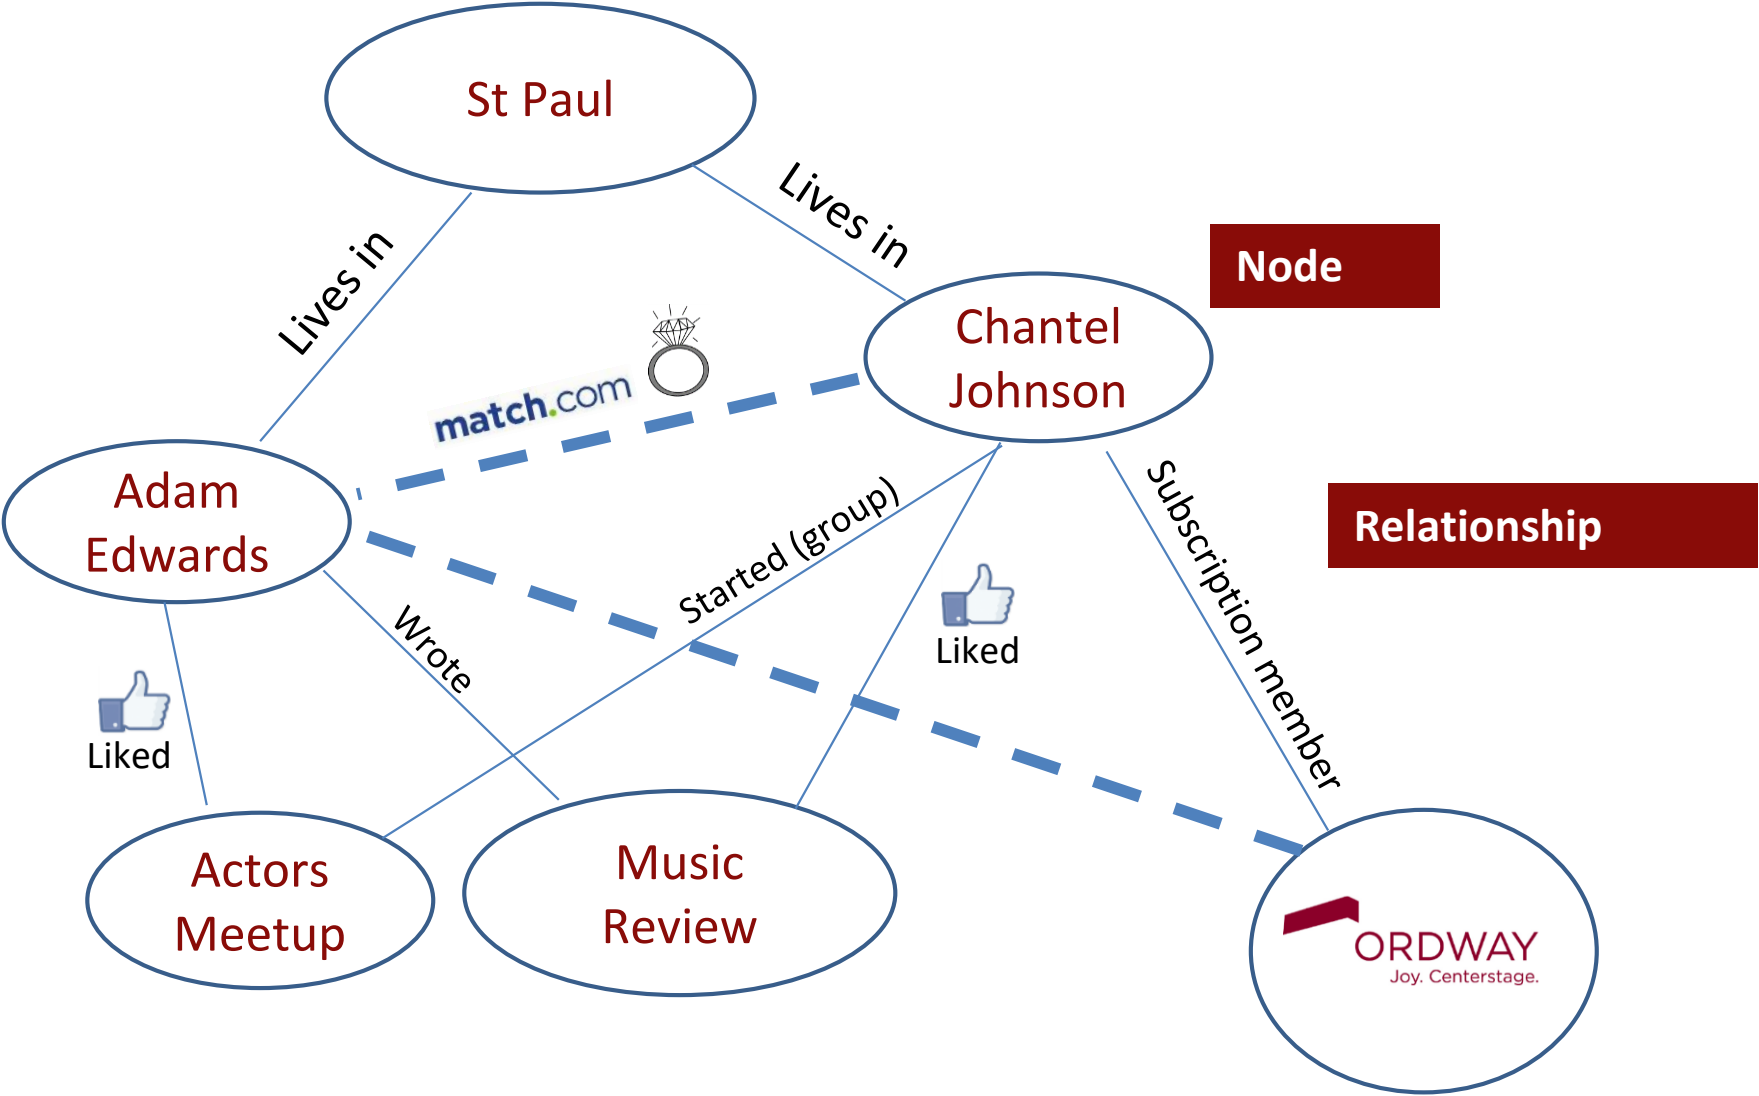 St Paul
Lives in
Lives in
Node
Chantel
Johnson
match.com
Adam
Edwards
Relationship
Started (group)
Subscription member
Wrote
Liked
Liked
Actors
Meetup
Music
Review
ORDWAY
Joy. Centerstage.